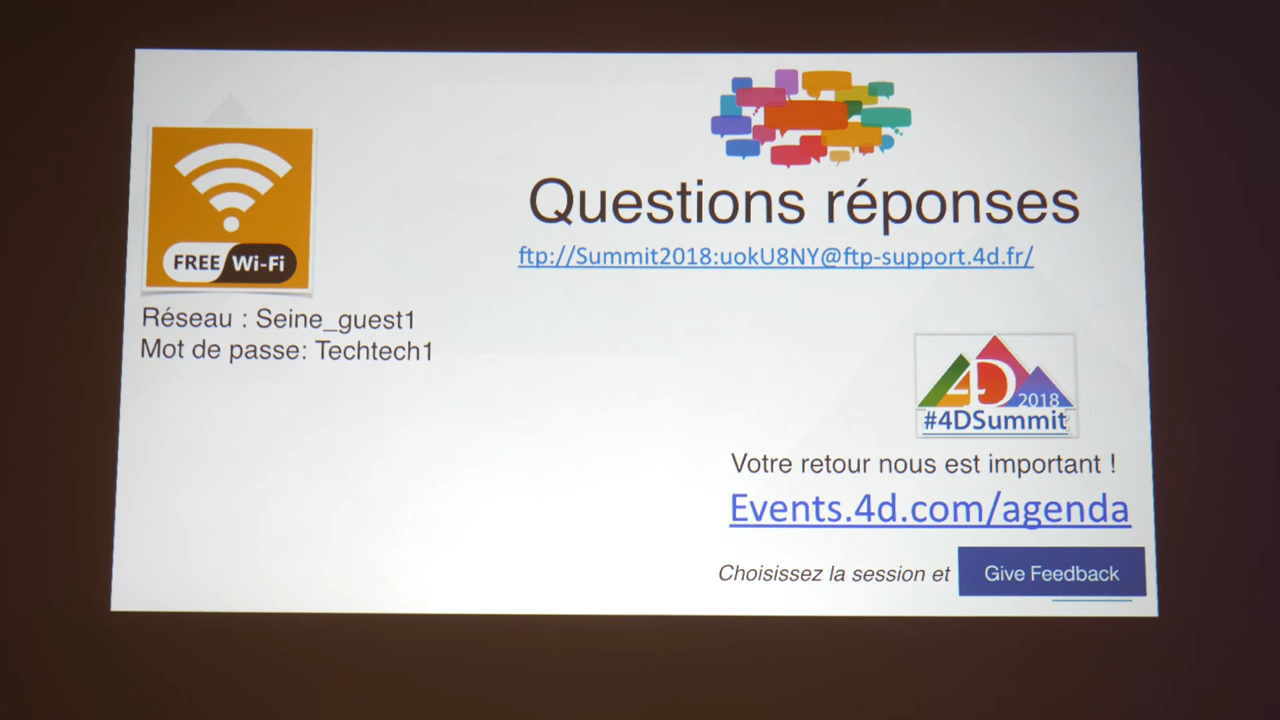 FREE Wi-Fi
Réseau : Seine_guest1
Mot de passe: Techtech1
Questions réponses
ftp://Summit2018:uokU8NY@ftp-support.4d.fr/
4D
2018
#4DSummit
Votre retour nous est important !
Events.4d.com/agenda
Choisissez la session et Give Feedback